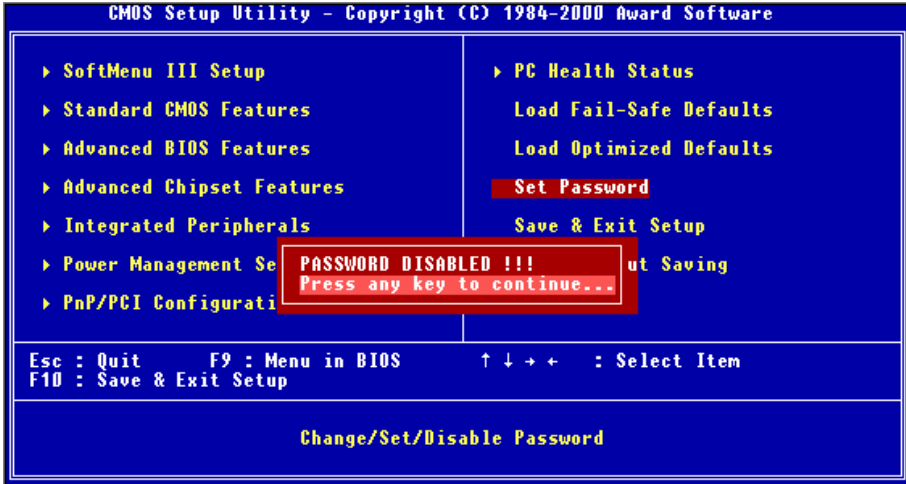 CMOS Setup Utility - Copyright (C) 1984-2000 Award Software
SoftMenu III Setup
Standard CMOS Features
Advanced BIOS Features
Advanced Chipset Features
Integrated Peripherals
Power Management Se
PnP/PCI Configurati
PC Health Status
Load Fail-Safe Defaults
Load Optimized Defaults
Set Password
Save & Exit Setup
ut Saving
PASSWORD DISABLED !!!
Press any key to continue...
Esc : Quit F9 : Menu in BIOS ↑ ↓ → ← : Select Item
F10 : Save & Exit Setup
Change/Set/Disable Password